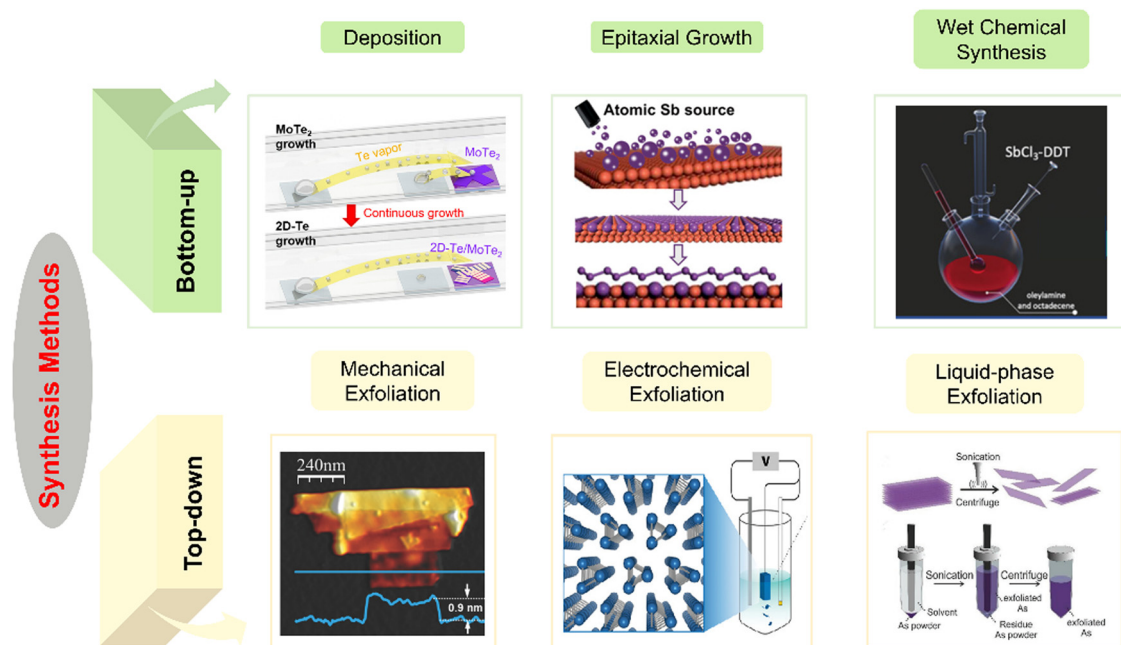 Synthesis Methods
Bottom-up
Deposition
MoTe₂
growth
Te vapor
MoTe₂
Continuous growth
2D-Te
growth
2D-Te/MoTe₂
Epitaxial Growth
Atomic Sb source
Wet Chemical
Synthesis
SbCl₃-DDT
oleylamine
and octadecene
Top-down
Mechanical
Exfoliation
240nm
0.9 nm
Electrochemical
Exfoliation
V
Liquid-phase
Exfoliation
Sonication
Centrifuge
Sonication
Centrifuge
Solvent
As powder
exfoliated
As
Residue
As powder
exfoliated
As